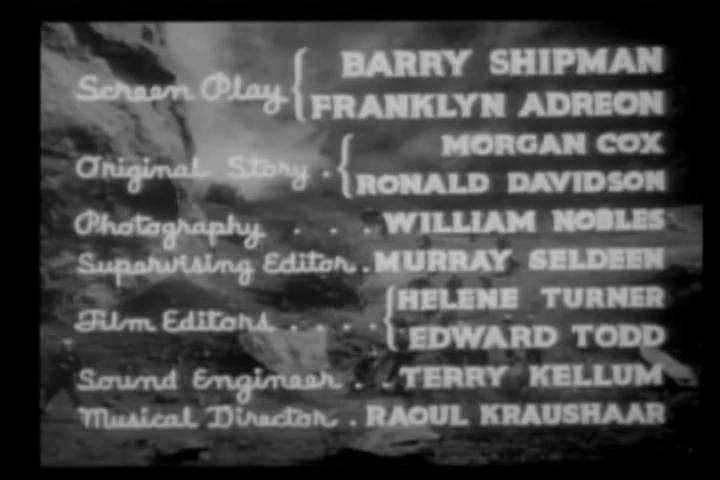 Screen Play { BARRY SHIPMAN
FRANKLYN ADREON
Original Story . { MORGAN COX
RONALD DAVIDSON
Photography . . . WILLIAM NOBLES
Supervising Editor . MURRAY SELDEEN
Film Editors . . . . { HELENE TURNER
EDWARD TODD
Sound Engineer . . TERRY KELLUM
Musical Director . RAOUL KRAUSHAAR